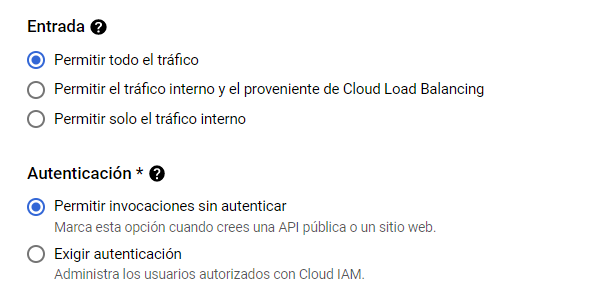 Entrada ?
Permitir todo el tráfico
Permitir el tráfico interno y el proveniente de Cloud Load Balancing
Permitir solo el tráfico interno
Autenticación * ?
Permitir invocaciones sin autenticar
Marca esta opción cuando crees una API pública o un sitio web.
Exigir autenticación
Administra los usuarios autorizados con Cloud IAM.